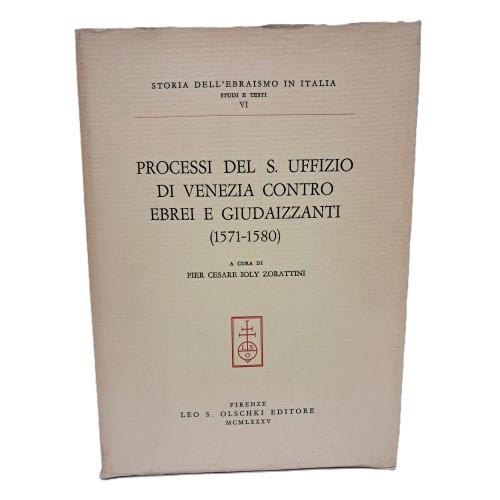 STORIA DELL'EBRAISMO IN ITALIA
STUDI E TESTI
VI
PROCESSI DEL S. UFFIZIO
DI VENEZIA CONTRO
EBREI E GIUDAIZZANTI
(1571-1580)
A CURA DI
PIER CESARE IOLY ZORATTINI
LSO
FIRENZE
LEO S. OLSCHKI EDITORE
MCMLXXXV